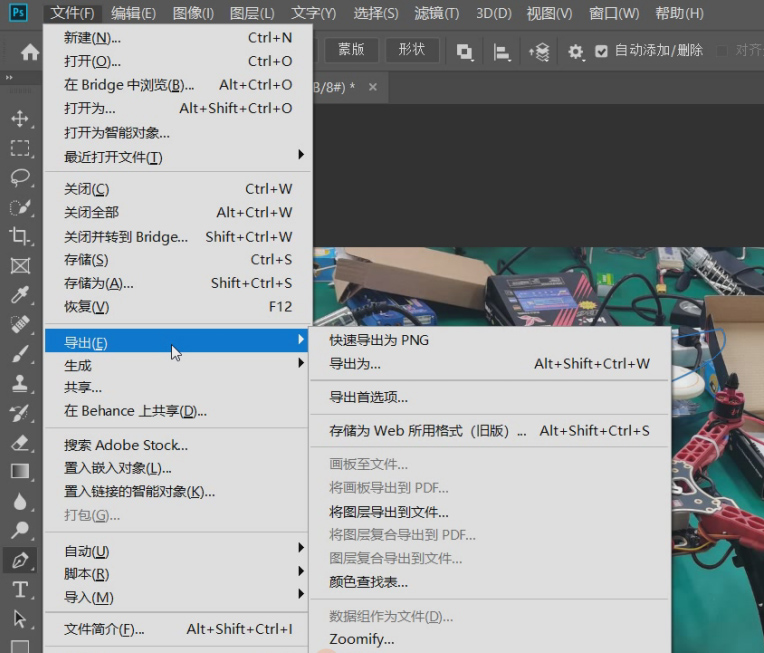 Ps 文件(F) 编辑(E) 图像(I) 图层(L) 文字(Y) 选择(S) 滤镜(T) 3D(D) 视图(V) 窗口(W) 帮助(H)
蒙版 形状 自动添加/删除 对齐
B/8#) * ×
新建(N)... Ctrl+N
打开(O)... Ctrl+O
在 Bridge 中浏览(B)... Alt+Ctrl+O
打开为... Alt+Shift+Ctrl+O
打开为智能对象...
最近打开文件(T)
关闭(C) Ctrl+W
关闭全部 Alt+Ctrl+W
关闭并转到 Bridge... Shift+Ctrl+W
存储(S) Ctrl+S
存储为(A)... Shift+Ctrl+S
恢复(V) F12
导出(E)
生成
共享...
在 Behance 上共享(D)...
搜索 Adobe Stock...
置入嵌入对象(L)...
置入链接的智能对象(K)...
打包(G)...
自动(U)
脚本(R)
导入(M)
文件简介(F)... Alt+Shift+Ctrl+I
快速导出为 PNG
导出为... Alt+Shift+Ctrl+W
导出首选项...
存储为 Web 所用格式（旧版）... Alt+Shift+Ctrl+S
画板至文件...
将画板导出到 PDF...
将图层导出到文件...
将图层复合导出到 PDF...
图层复合导出到文件...
颜色查找表...
数据组作为文件(D)...
Zoomify...